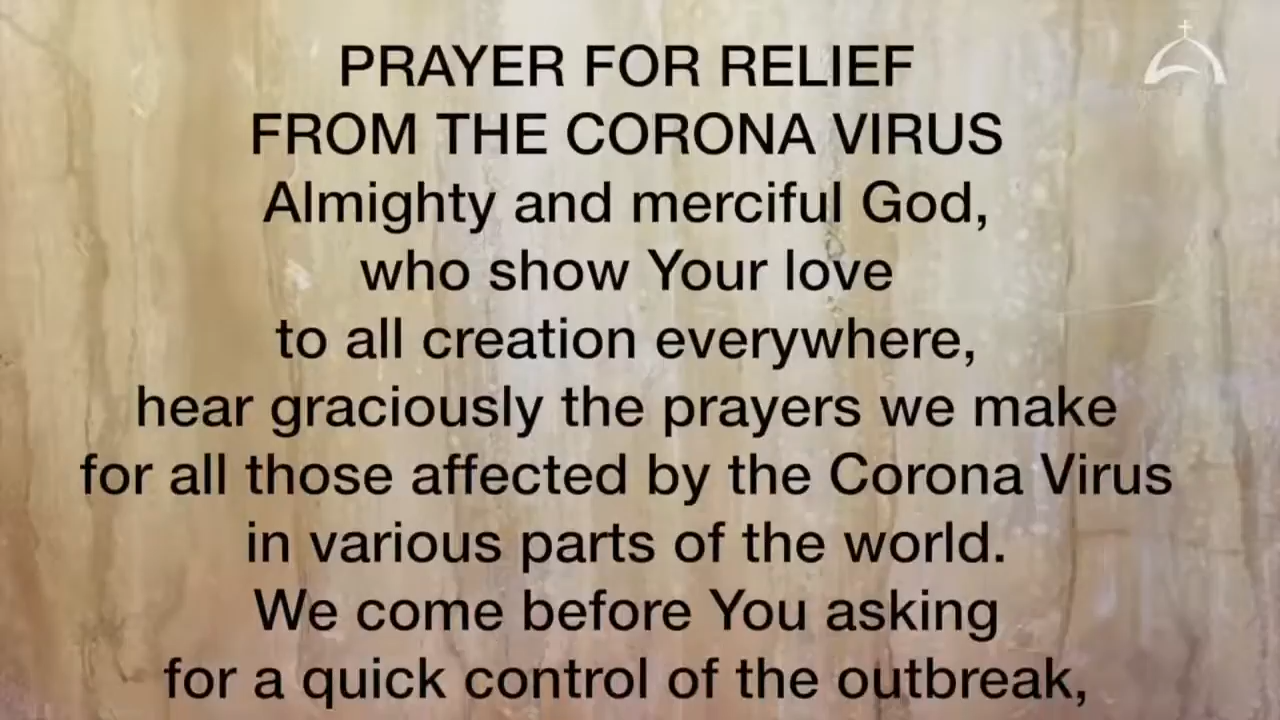 PRAYER FOR RELIEF
FROM THE CORONA VIRUS
Almighty and merciful God,
who show Your love
to all creation everywhere,
hear graciously the prayers we make
for all those affected by the Corona Virus
in various parts of the world.
We come before You asking
for a quick control of the outbreak,